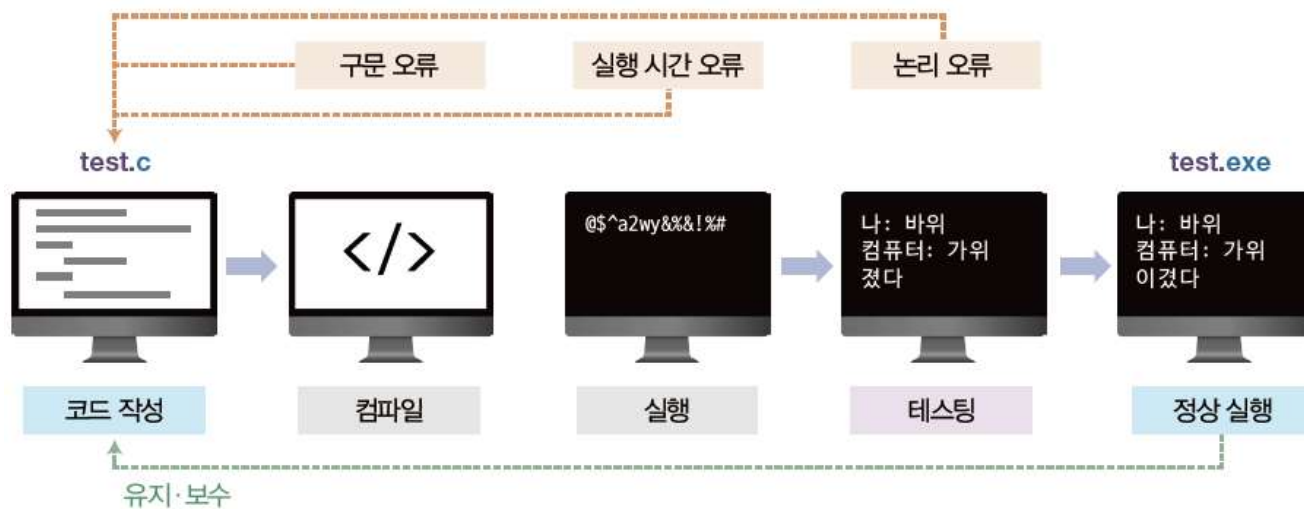 구문 오류
실행 시간 오류
논리 오류
test.c
test.exe
</>
@$^a2wy&%&!%#
나: 바위
컴퓨터: 가위
졌다
나: 바위
컴퓨터: 가위
이겼다
코드 작성
컴파일
실행
테스팅
정상 실행
유지·보수